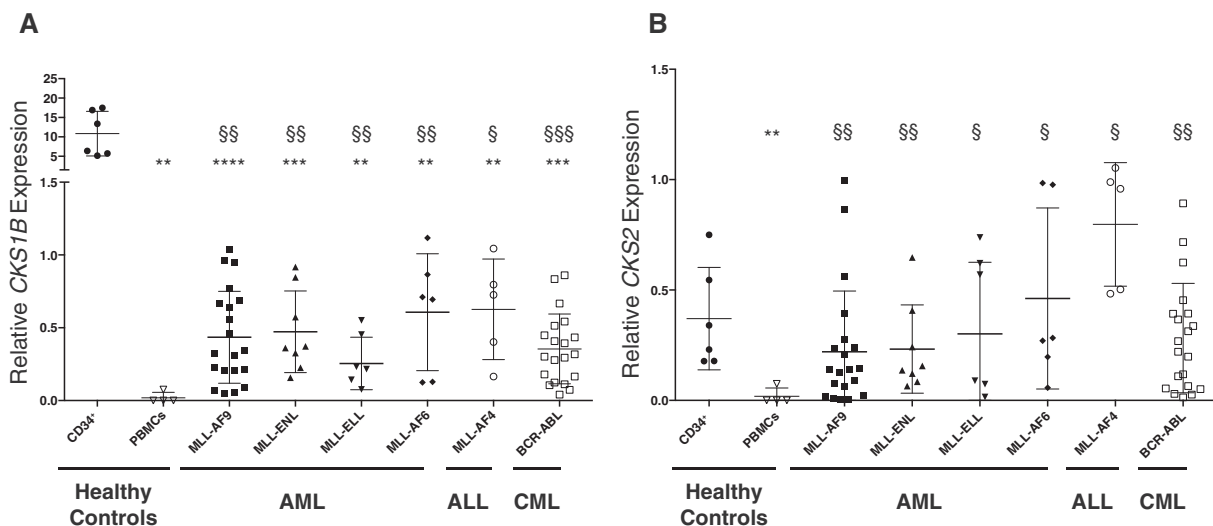 A
Relative CKS1B Expression
25
20
15
10
5
1.5
1.0
0.5
0.0
§§ §§ §§ §§ § §§§
** **** *** ** ** ** ***
CD34+ PBMCs MLL-AF9 MLL-ENL MLL-ELL MLL-AF6 MLL-AF4 BCR-ABL
Healthy
Controls
AML ALL CML
B
Relative CKS2 Expression
1.5
1.0
0.5
0.0
** §§ §§ § § § §§
CD34+ PBMCs MLL-AF9 MLL-ENL MLL-ELL MLL-AF6 MLL-AF4 BCR-ABL
Healthy
Controls
AML ALL CML